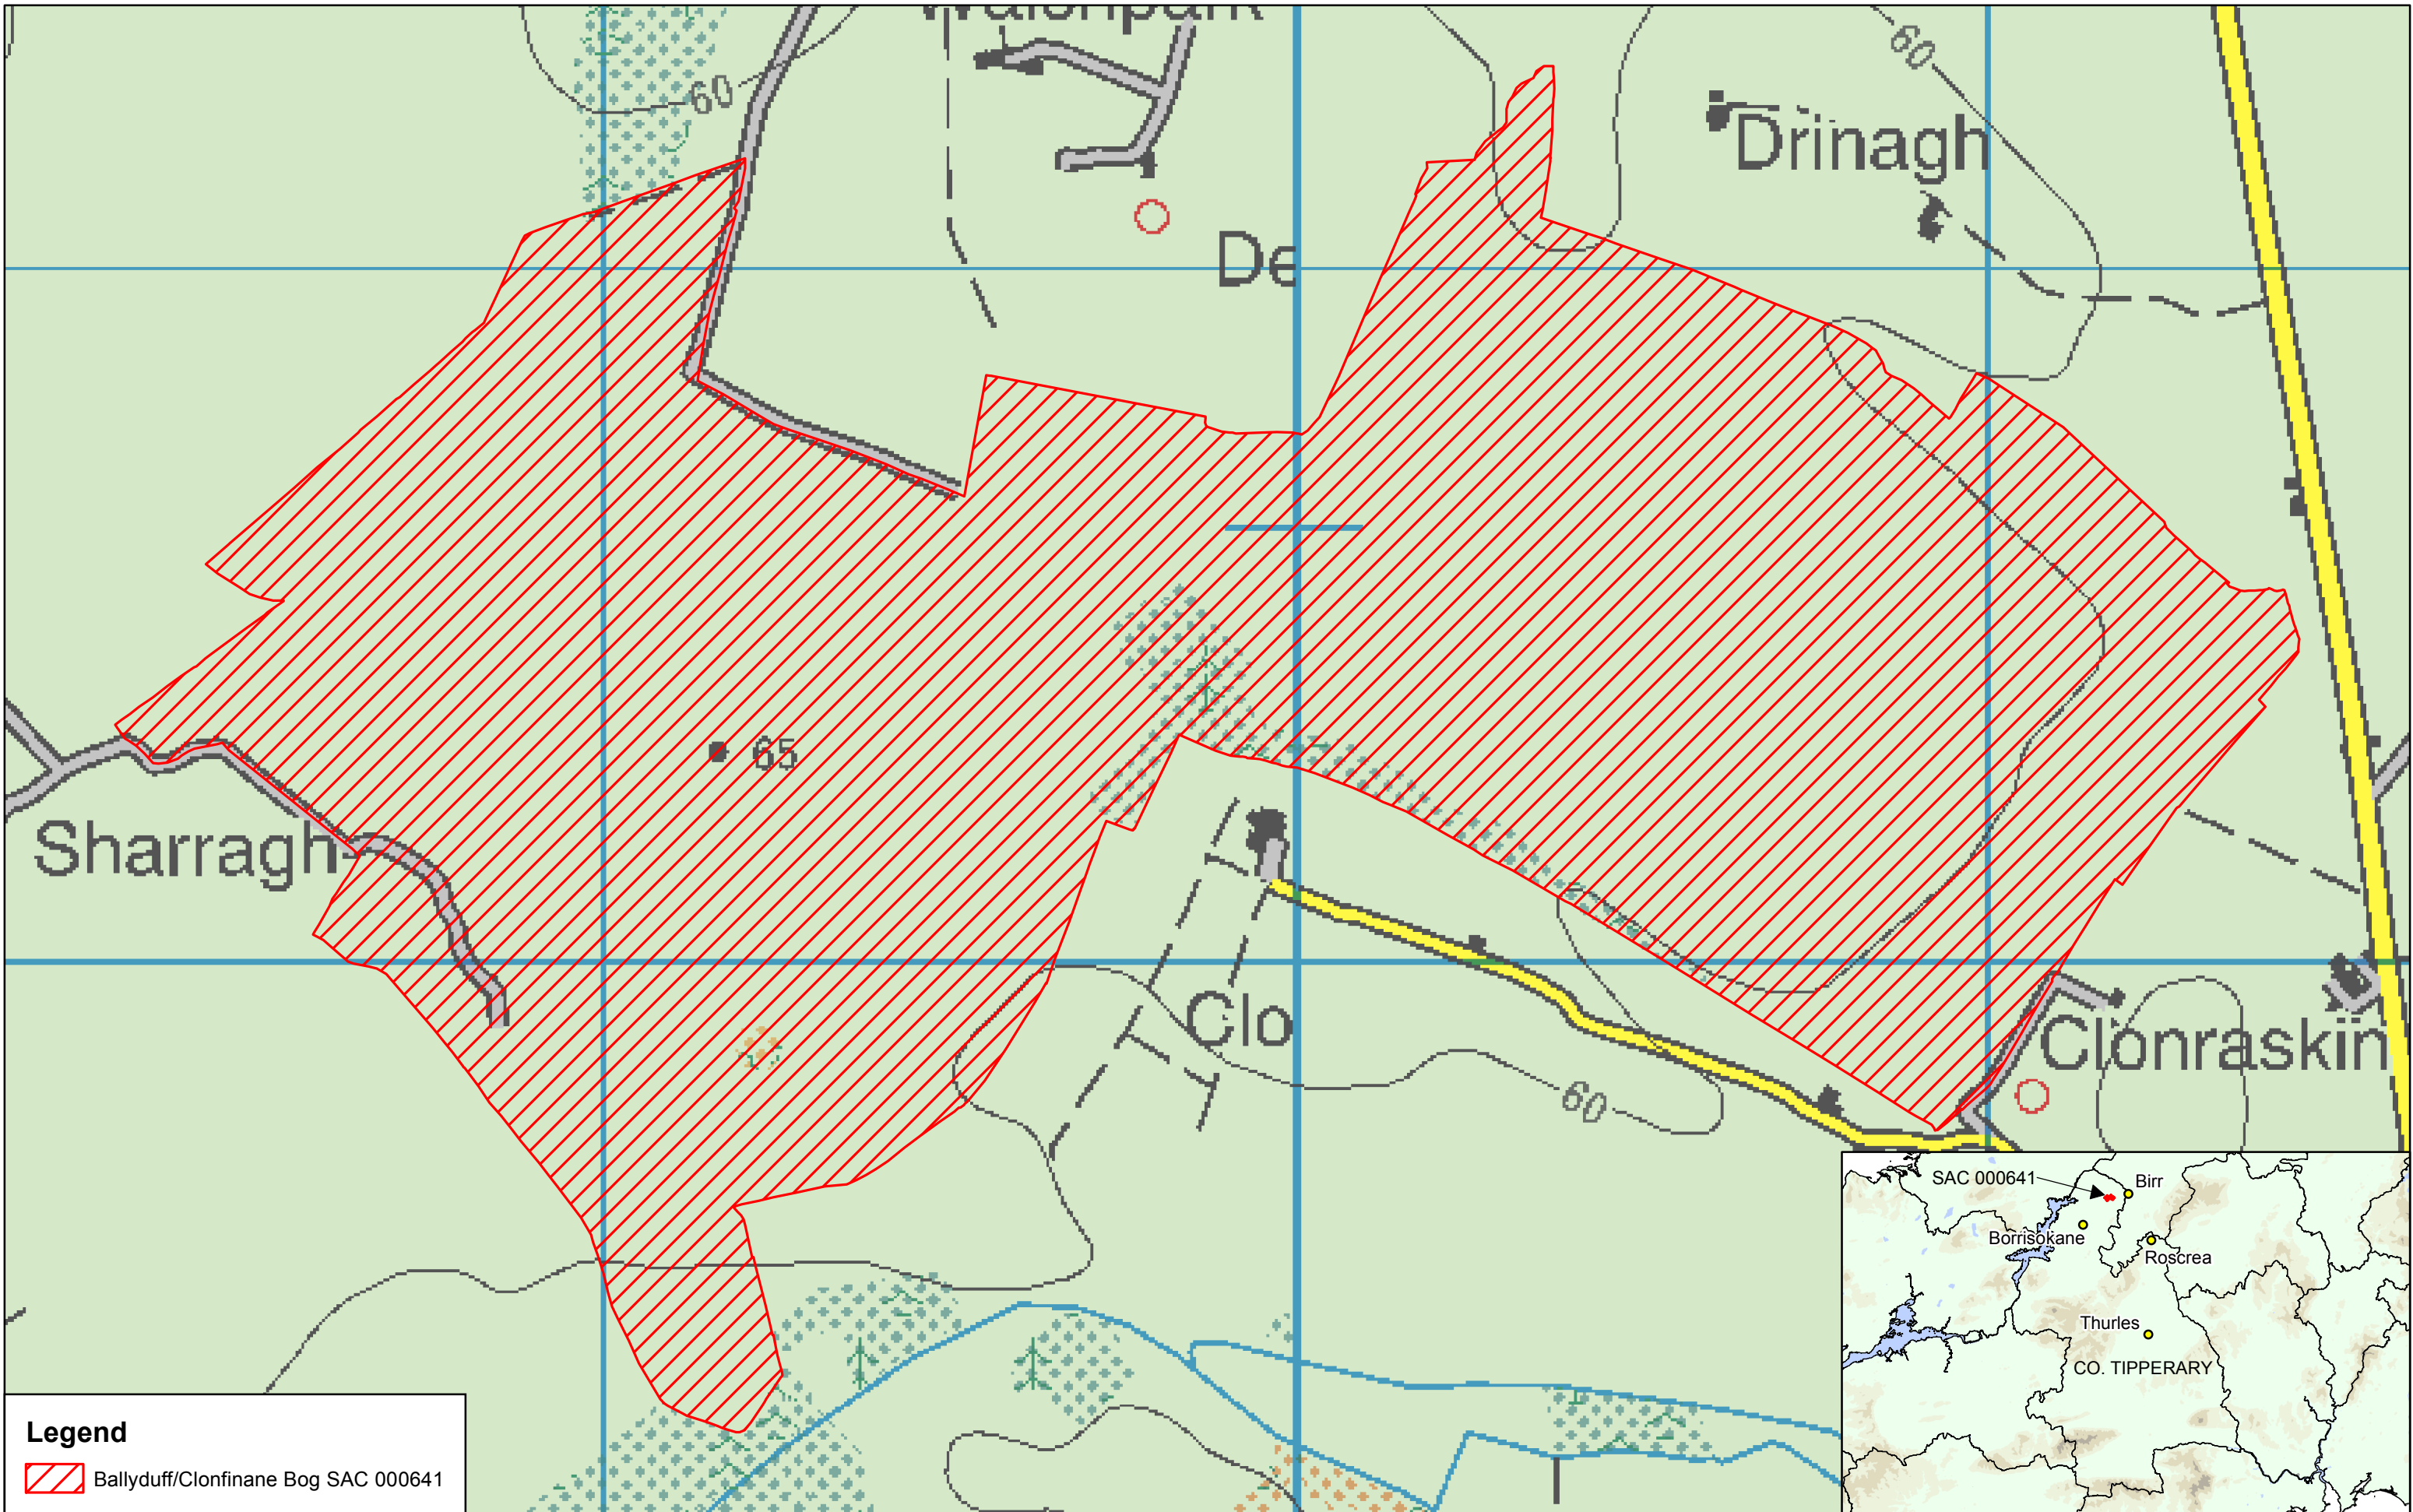 60
60
Drinagh
De
65
Sharragh
Clo
Clonraskin
60
SAC 000641
Birr
Borrisokane
Roscrea
Thurles
CO. TIPPERARY
Legend
Ballyduff/Clonfinane Bog SAC 000641